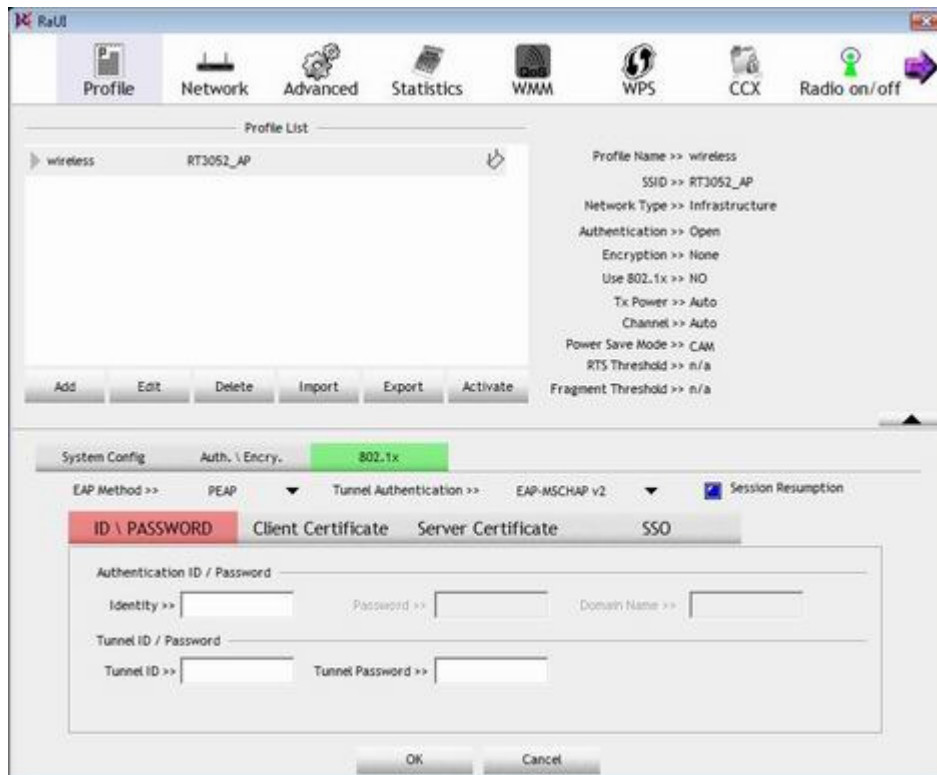 RaUI
Profile Network Advanced Statistics QoS WMM WPS CCX Radio on/off
Profile List
wireless RT3052_AP
Profile Name >> wireless
SSID >> RT3052_AP
Network Type >> Infrastructure
Authentication >> Open
Encryption >> None
Use 802.1x >> NO
Tx Power >> Auto
Channel >> Auto
Power Save Mode >> CAM
RTS Threshold >> n/a
Fragment Threshold >> n/a
Add Edit Delete Import Export Activate
System Config Auth. \ Encry. 802.1x
EAP Method >> PEAP Tunnel Authentication >> EAP-MSCHAP v2 Session Resumption
ID \ PASSWORD Client Certificate Server Certificate SSO
Authentication ID / Password
Identity >> Password >> Domain Name >>
Tunnel ID / Password
Tunnel ID >> Tunnel Password >>
OK Cancel